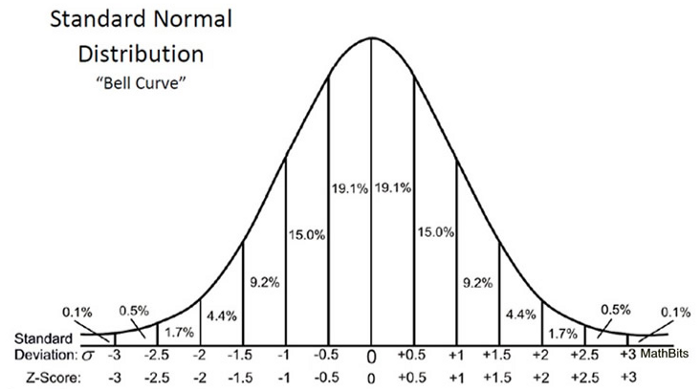 Standard Normal
Distribution
“Bell Curve”
19.1% 19.1%
15.0% 15.0%
9.2% 9.2%
0.1% 0.5% 4.4% 4.4% 0.5% 0.1%
1.7% 1.7%
Standard
Deviation: σ -3 -2.5 -2 -1.5 -1 -0.5 0 +0.5 +1 +1.5 +2 +2.5 +3 MathBits
Z-Score: -3 -2.5 -2 -1.5 -1 -0.5 0 +0.5 +1 +1.5 +2 +2.5 +3